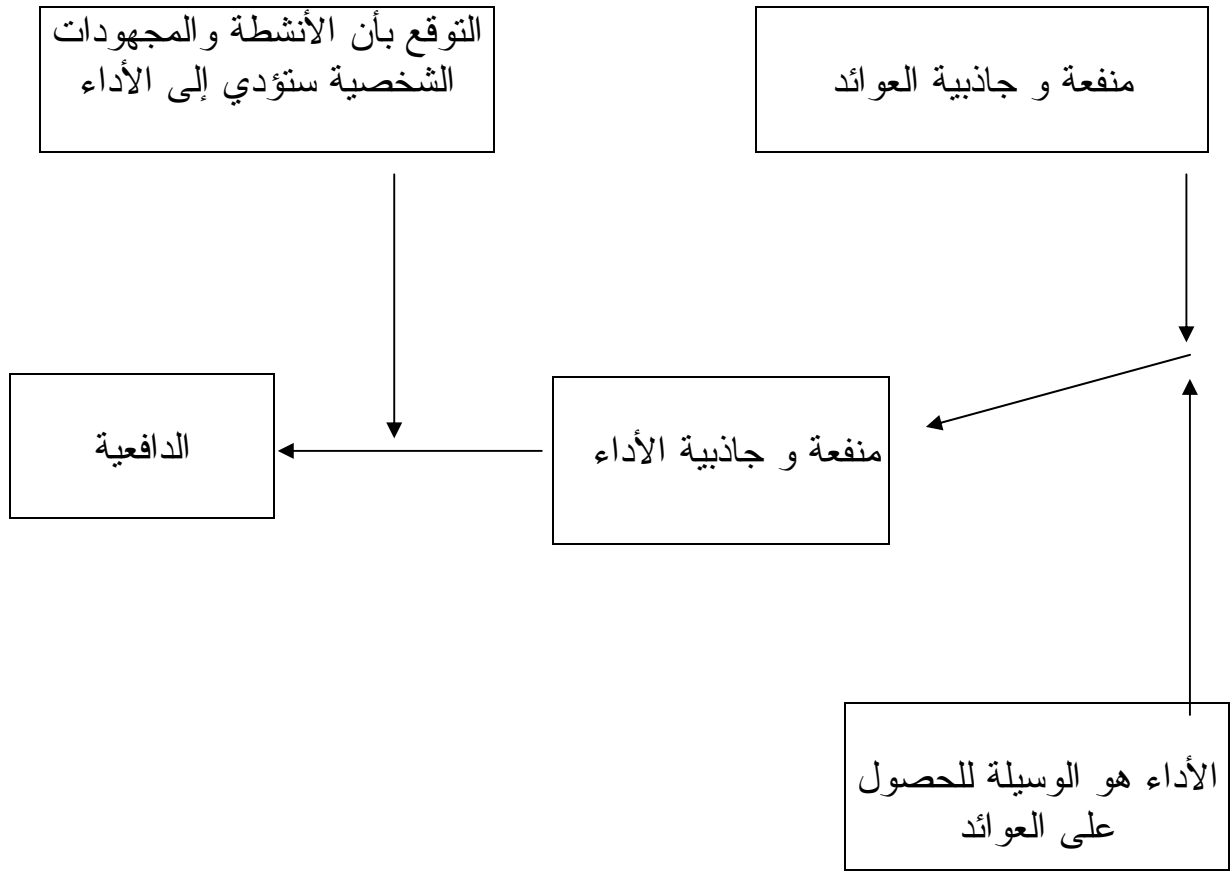 منفعة و جاذبية العوائد
التوقع بأن الأنشطة والمجهودات
الشخصية ستؤدي إلى الأداء
منفعة و جاذبية الأداء
الدافعية
الأداء هو الوسيلة للحصول
على العوائد